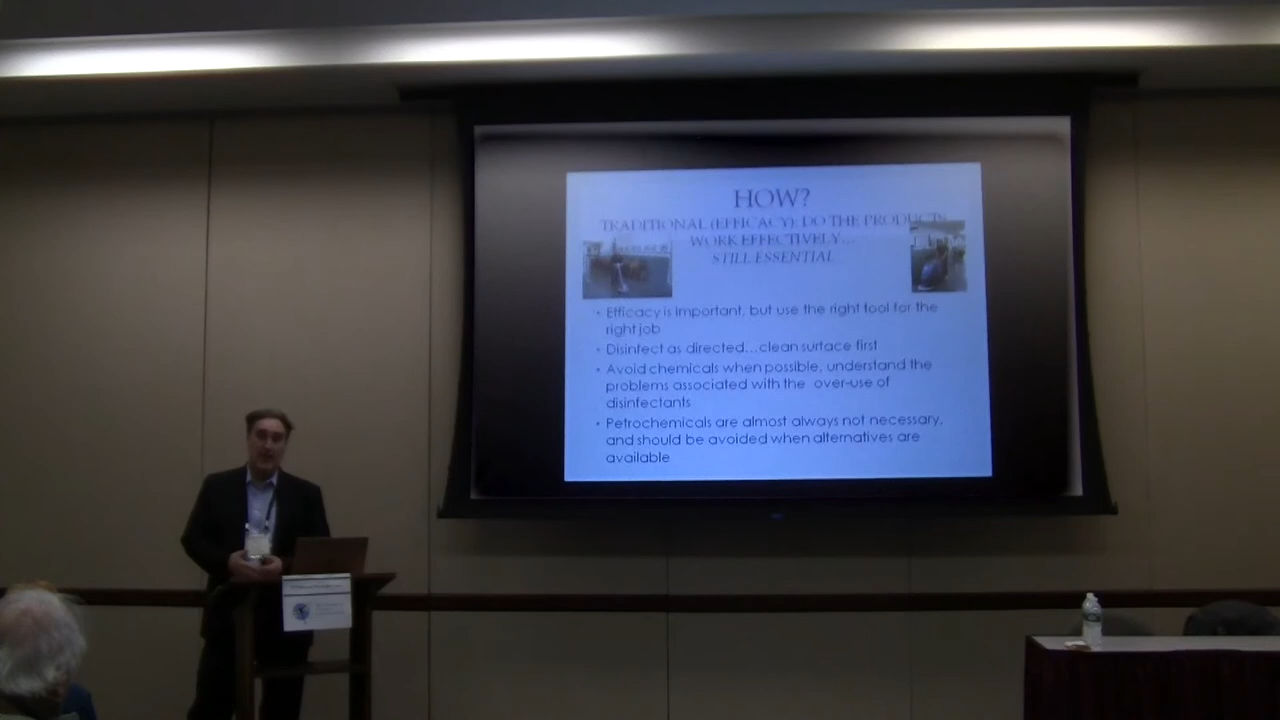 HOW?
TRADITIONAL (EFFICACY): DO THE PRODUCTS
WORK EFFECTIVELY...
STILL ESSENTIAL
• Efficacy is important, but use the right tool for the
right job
• Disinfect as directed...clean surface first
• Avoid chemicals when possible, understand the
problems associated with the over-use of
disinfectants
• Petrochemicals are almost always not necessary,
and should be avoided when alternatives are
available